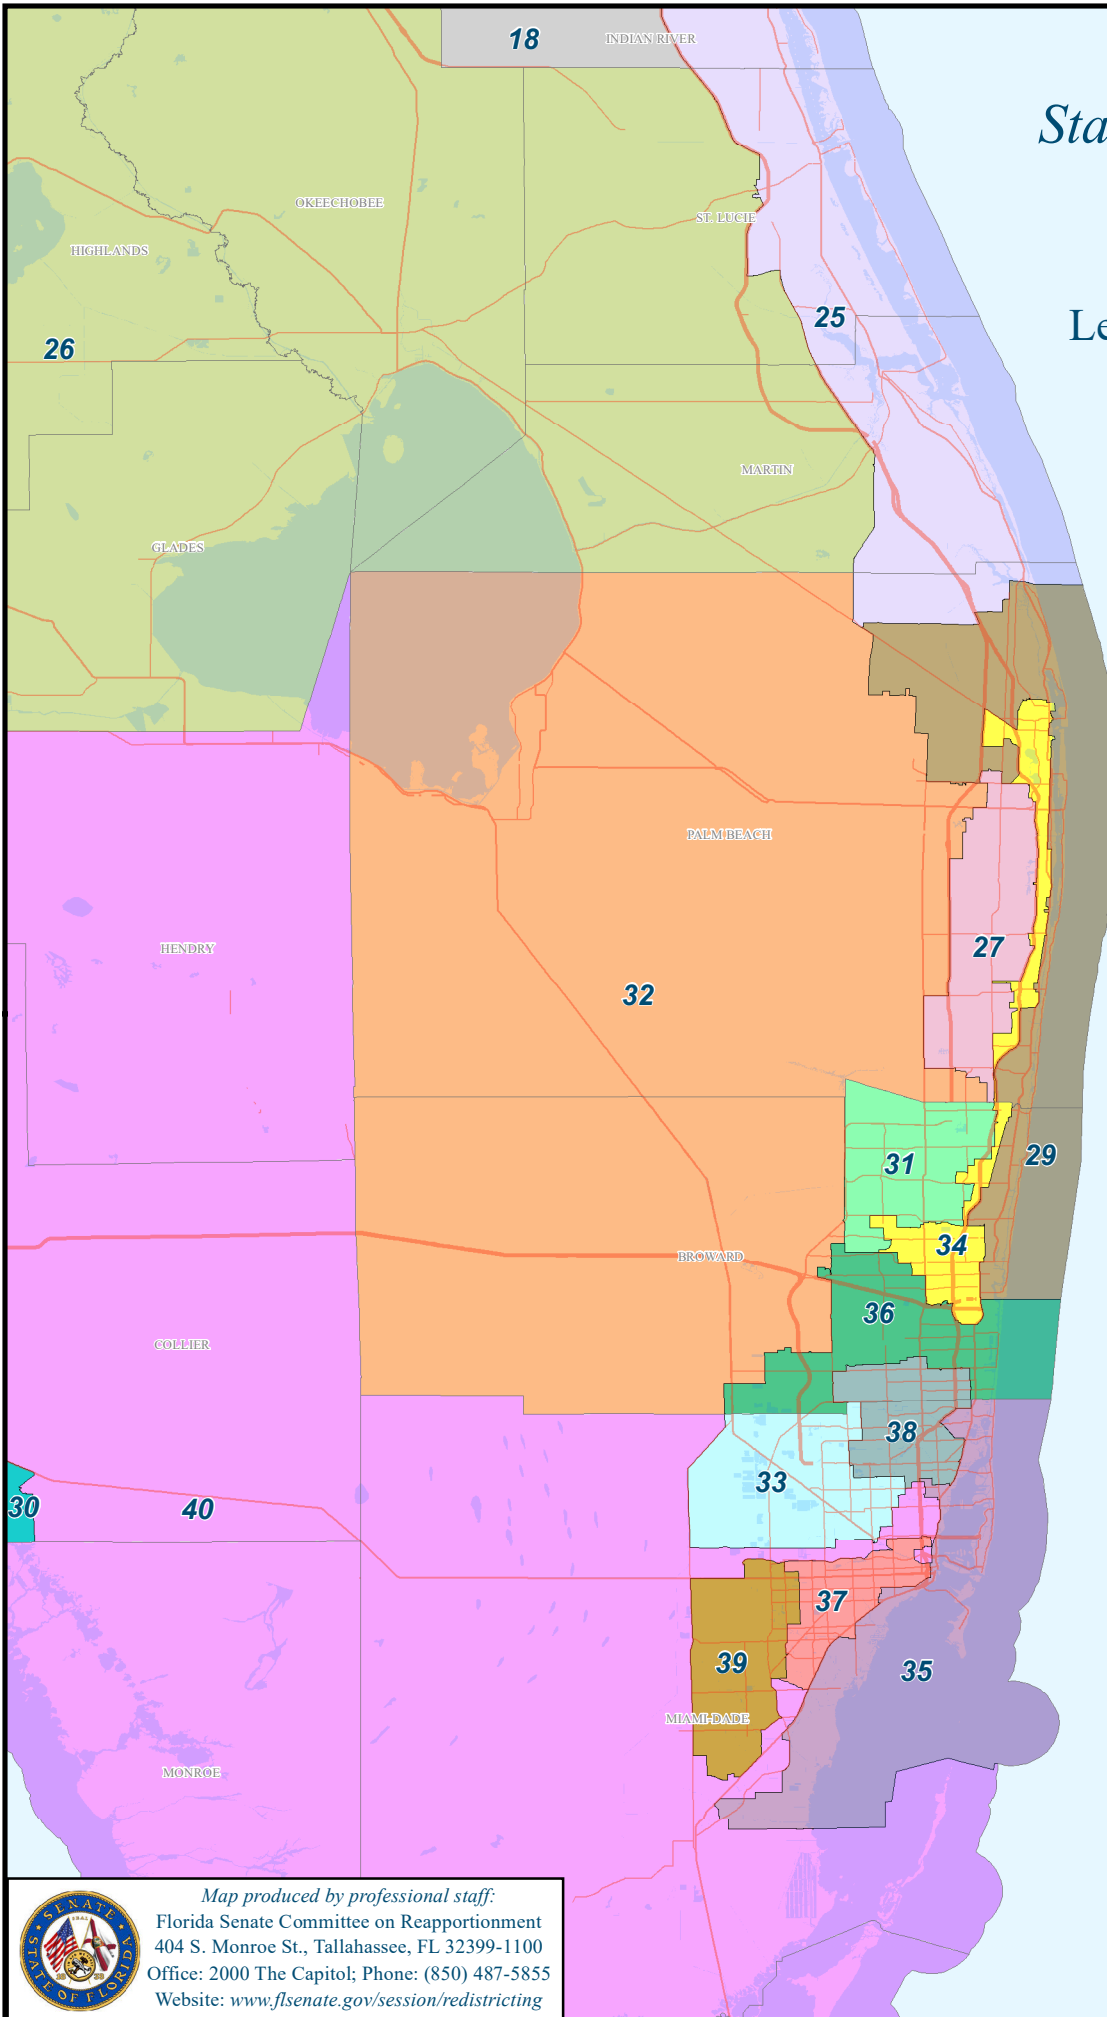 18
INDIAN RIVER
Sta
OKEECHOBEE
ST. LUCIE
HIGHLANDS
25
Le
26
MARTIN
GLADES
PALM BEACH
27
HENDRY
32
29
31
34
BROWARD
36
COLLIER
38
33
30
40
37
39
35
MIAMI-DADE
MONROE
SENATE
SEAL
STATE OF FLORIDA
Map produced by professional staff:
Florida Senate Committee on Reapportionment
404 S. Monroe St., Tallahassee, FL 32399-1100
Office: 2000 The Capitol; Phone: (850) 487-5855
Website: www.flsenate.gov/session/redistricting